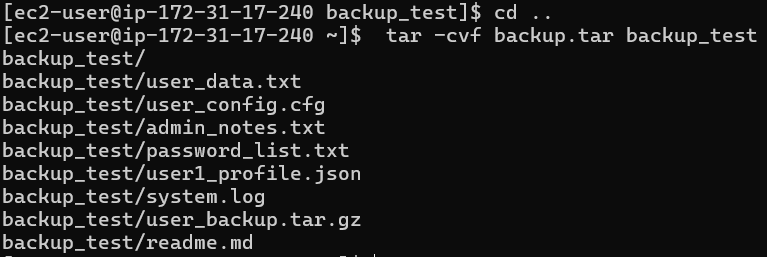 [ec2-user@ip-172-31-17-240 backup_test]$ cd ..
[ec2-user@ip-172-31-17-240 ~]$  tar -cvf backup.tar backup_test
backup_test/
backup_test/user_data.txt
backup_test/user_config.cfg
backup_test/admin_notes.txt
backup_test/password_list.txt
backup_test/user1_profile.json
backup_test/system.log
backup_test/user_backup.tar.gz
backup_test/readme.md